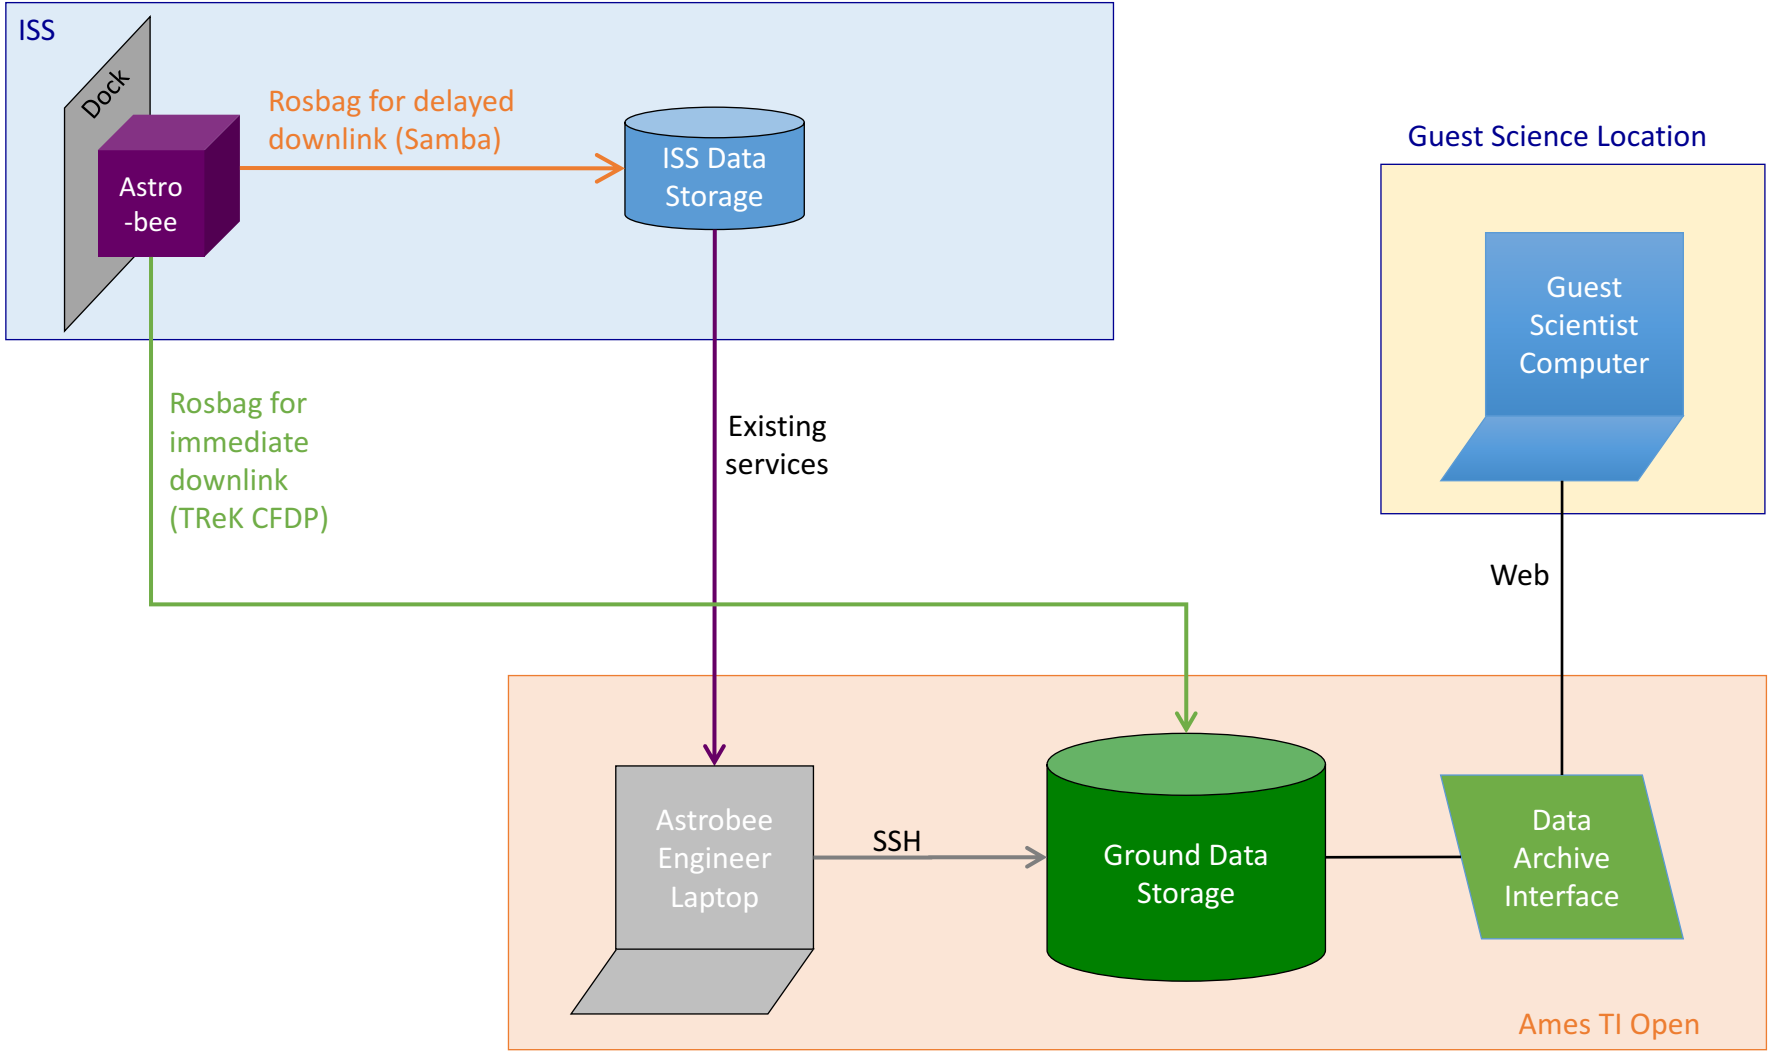 ISS
Dock
Astro
-bee
Rosbag for delayed
downlink (Samba)
ISS Data
Storage
Guest Science Location
Guest
Scientist
Computer
Rosbag for
immediate
downlink
(TReK CFDP)
Existing
services
Web
Astrobee
Engineer
Laptop
SSH
Ground Data
Storage
Data
Archive
Interface
Ames TI Open